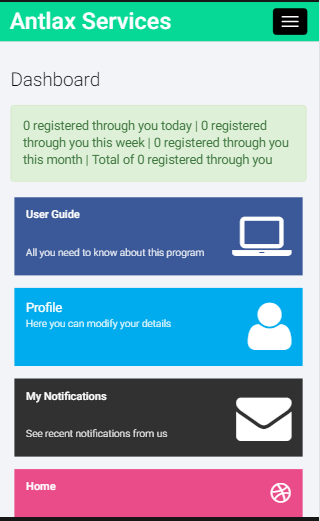 Antlax Services
Dashboard
0 registered through you today | 0 registered
through you this week | 0 registered through you
this month | Total of 0 registered through you
User Guide
All you need to know about this program
Profile
Here you can modify your details
My Notifications
See recent notifications from us
Home